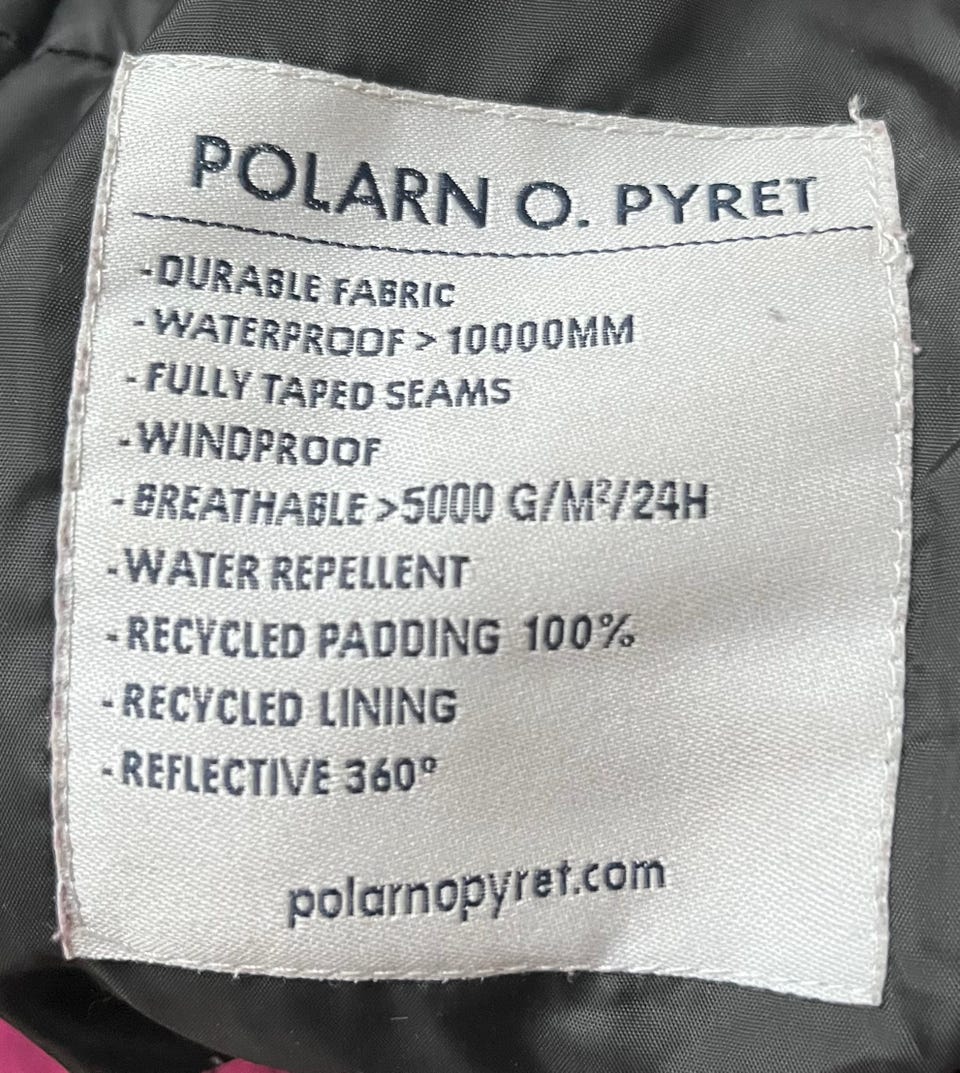 POLARN O. PYRET
-DURABLE FABRIC
-WATERPROOF > 10000MM
-FULLY TAPED SEAMS
-WINDPROOF
-BREATHABLE >5000 G/M²/24H
-WATER REPELLENT
-RECYCLED PADDING 100%
-RECYCLED LINING
-REFLECTIVE 360°
polarnopyret.com